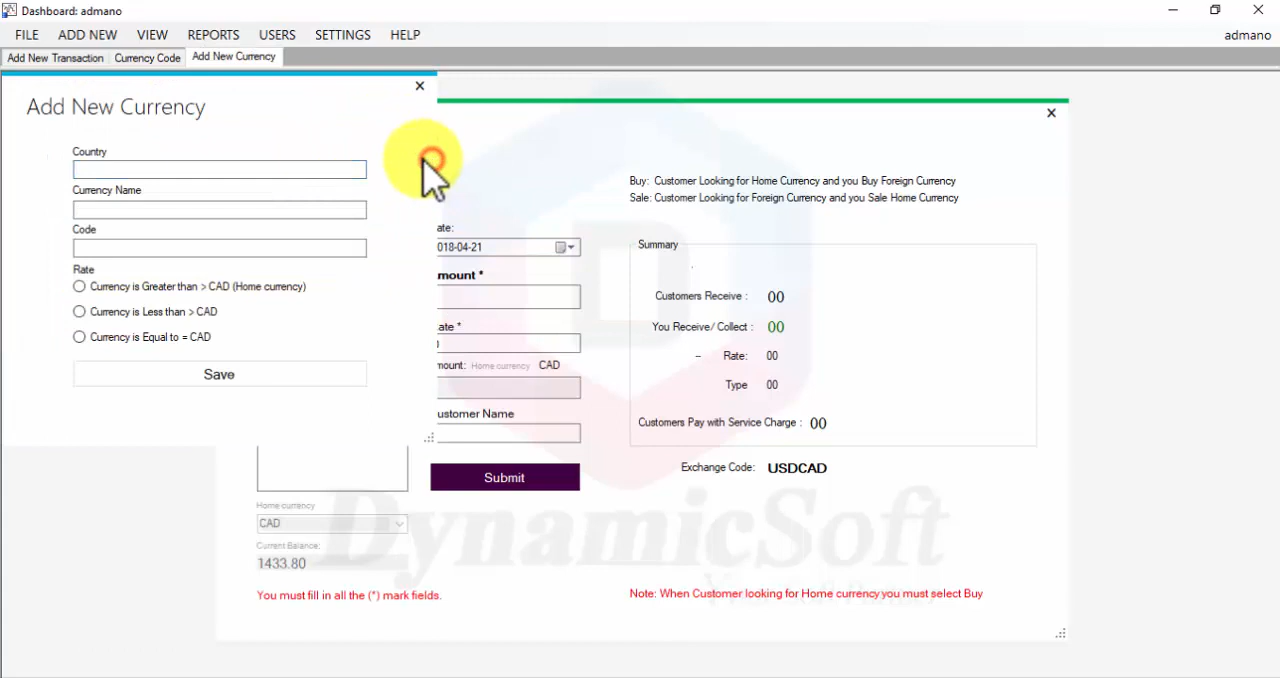 Dashboard: admano
FILE ADD NEW VIEW REPORTS USERS SETTINGS HELP admano
Add New Transaction Currency Code Add New Currency
Add New Currency
Country
Currency Name
Code
Rate
Currency is Greater than > CAD (Home currency)
Currency is Less than > CAD
Currency is Equal to = CAD
Save
Buy: Customer Looking for Home Currency and you Buy Foreign Currency
Sale: Customer Looking for Foreign Currency and you Sale Home Currency
ate:
018-04-21
mount *
ate *
0
mount: Home currency CAD
ustomer Name
Submit
Summary
Customers Receive : 00
You Receive/ Collect : 00
– Rate: 00
Type 00
Customers Pay with Service Charge : 00
Exchange Code: USDCAD
Home currency
CAD
Current Balance:
1433.80
You must fill in all the (*) mark fields.
Note: When Customer looking for Home currency you must select Buy
DynamicSoft